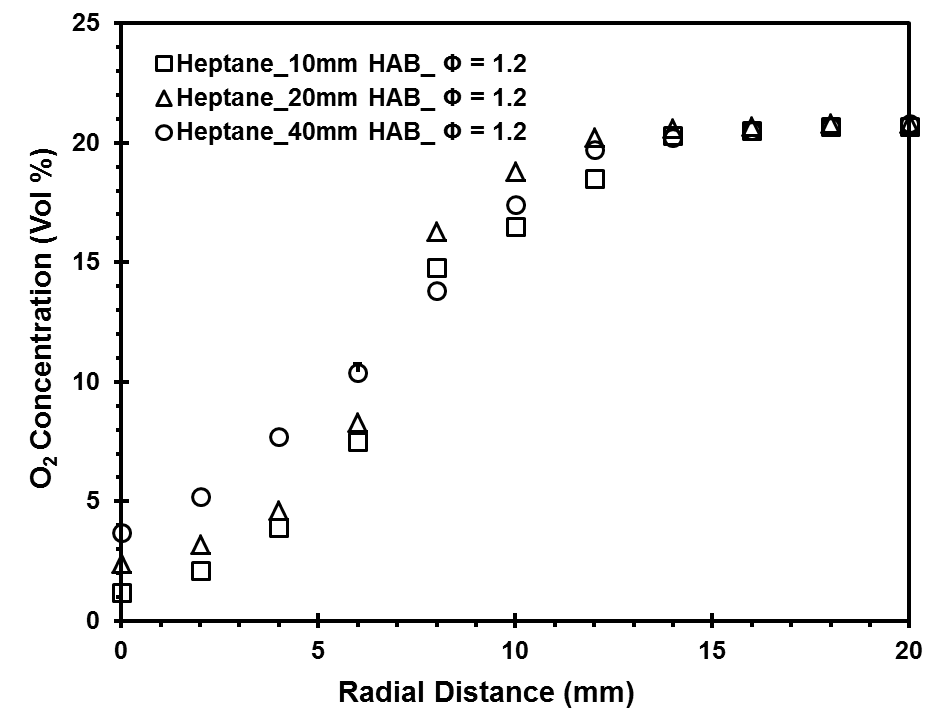 25
20
15
10
5
0
O₂ Concentration (Vol %)
Heptane_10mm HAB_ Φ = 1.2
Heptane_20mm HAB_ Φ = 1.2
Heptane_40mm HAB_ Φ = 1.2
0 5 10 15 20
Radial Distance (mm)